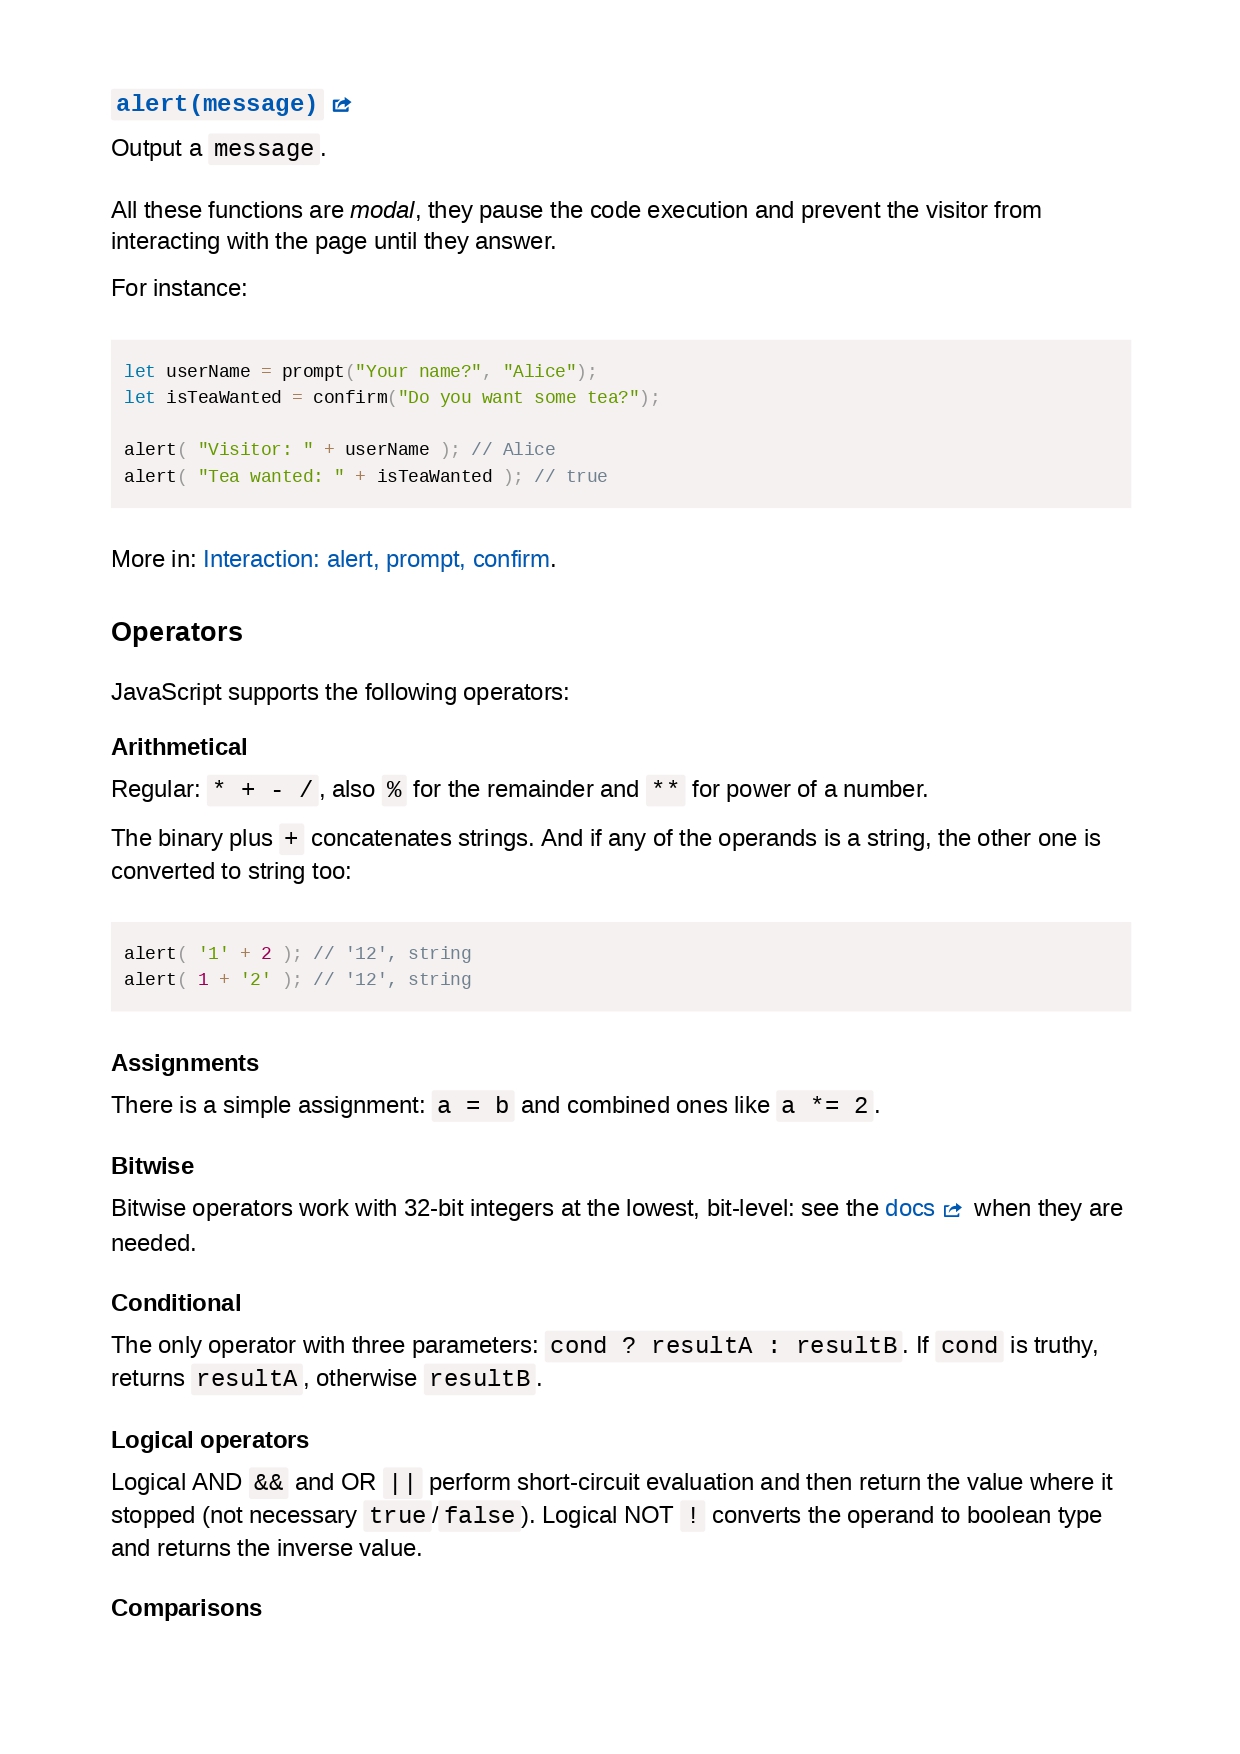 alert(message)
Output a message.
All these functions are modal, they pause the code execution and prevent the visitor from
interacting with the page until they answer.
For instance:
let userName = prompt("Your name?", "Alice");
let isTeaWanted = confirm("Do you want some tea?");
alert( "Visitor: " + userName ); // Alice
alert( "Tea wanted: " + isTeaWanted ); // true
More in: Interaction: alert, prompt, confirm.
Operators
JavaScript supports the following operators:
Arithmetical
Regular: * + - /, also % for the remainder and ** for power of a number.
The binary plus + concatenates strings. And if any of the operands is a string, the other one is
converted to string too:
alert( '1' + 2 ); // '12', string
alert( 1 + '2' ); // '12', string
Assignments
There is a simple assignment: a = b and combined ones like a *= 2.
Bitwise
Bitwise operators work with 32-bit integers at the lowest, bit-level: see the docs when they are
needed.
Conditional
The only operator with three parameters: cond ? resultA : resultB. If cond is truthy,
returns resultA, otherwise resultB.
Logical operators
Logical AND && and OR || perform short-circuit evaluation and then return the value where it
stopped (not necessary true/false). Logical NOT ! converts the operand to boolean type
and returns the inverse value.
Comparisons